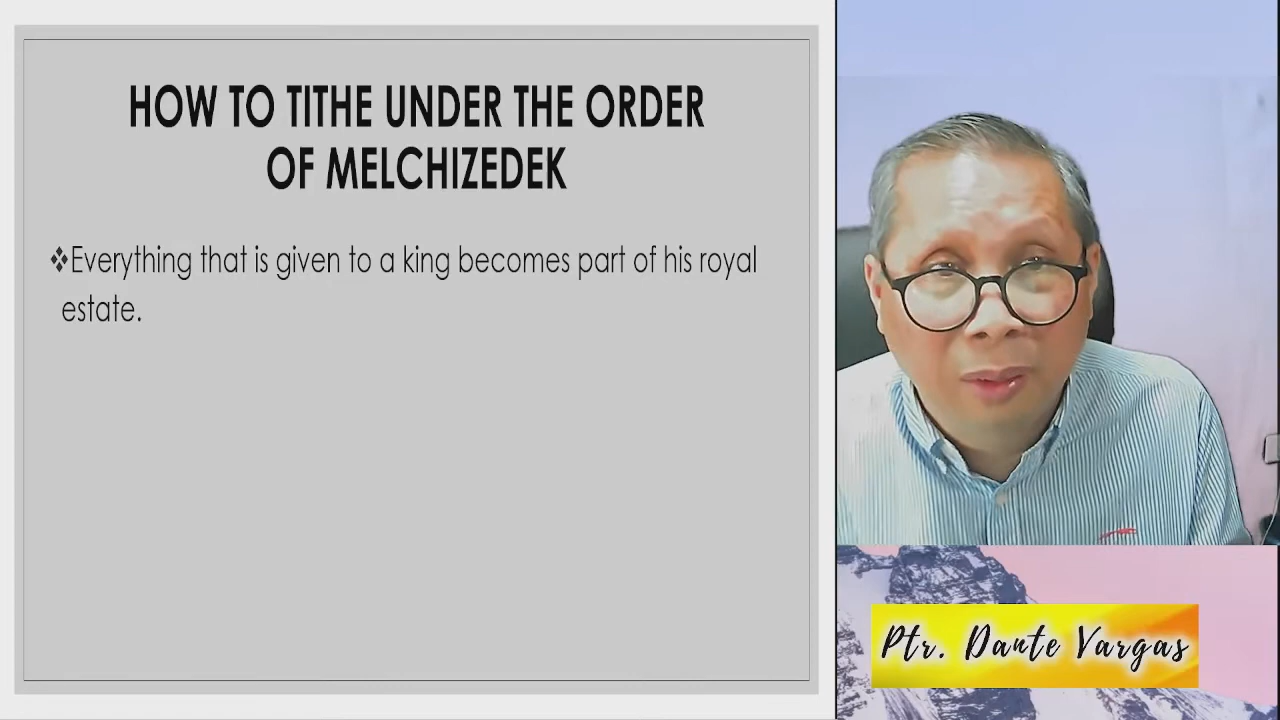 HOW TO TITHE UNDER THE ORDER
OF MELCHIZEDEK
❖Everything that is given to a king becomes part of his royal
estate.
Ptr. Dante Vargas